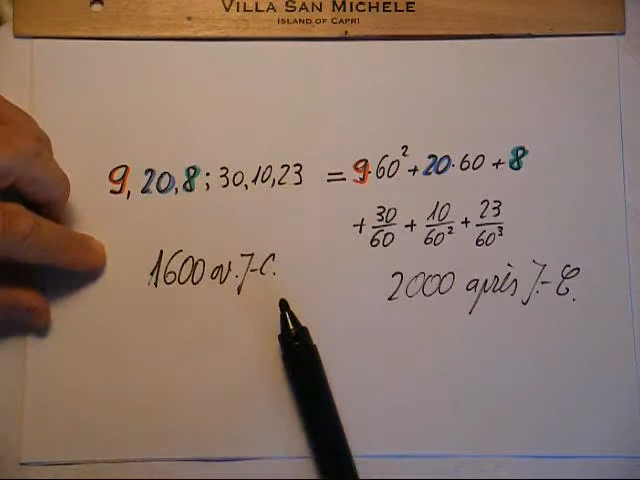 VILLA SAN MICHELE
ISLAND OF CAPRI
9, 20, 8 ; 30, 10, 23 = 9·60² + 20·60 + 8
+ 30/60 + 10/60² + 23/60³
1600 av. J-C. 2000 après J.-C.